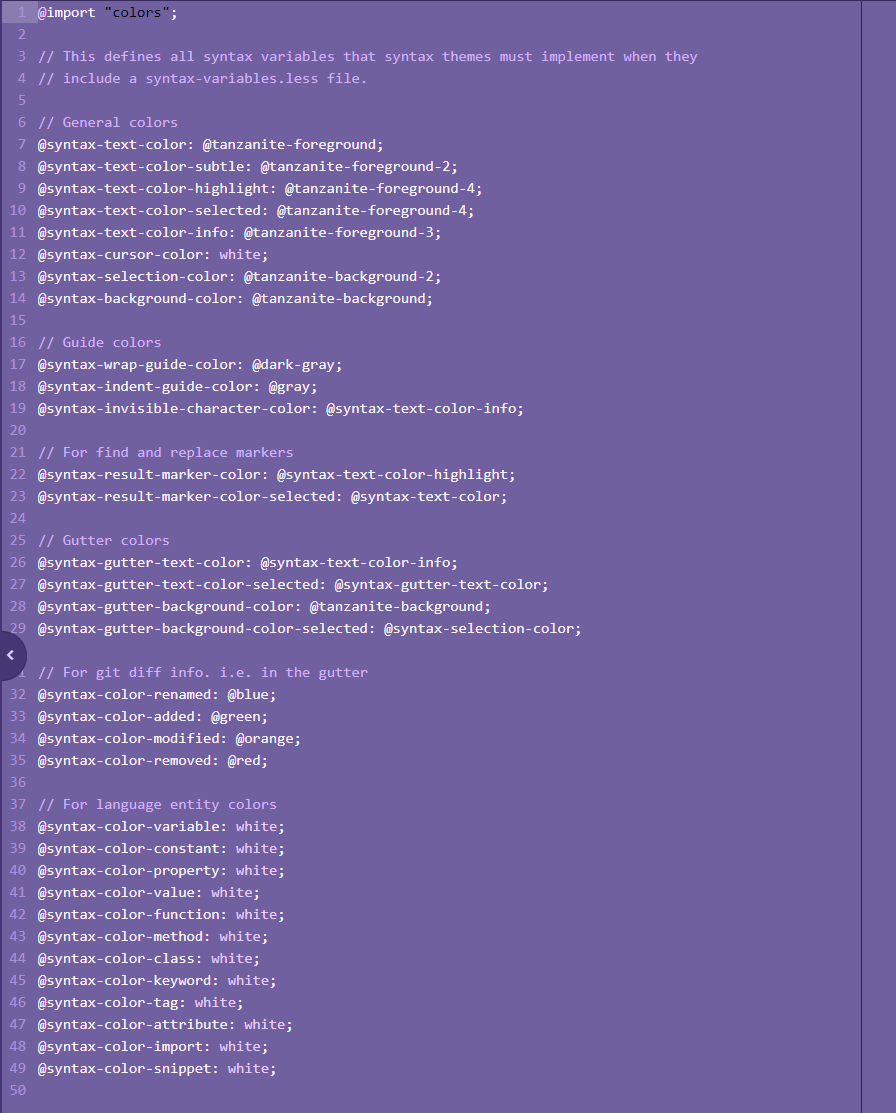 1 @import "colors";
2
3 // This defines all syntax variables that syntax themes must implement when they
4 // include a syntax-variables.less file.
5
6 // General colors
7 @syntax-text-color: @tanzanite-foreground;
8 @syntax-text-color-subtle: @tanzanite-foreground-2;
9 @syntax-text-color-highlight: @tanzanite-foreground-4;
10 @syntax-text-color-selected: @tanzanite-foreground-4;
11 @syntax-text-color-info: @tanzanite-foreground-3;
12 @syntax-cursor-color: white;
13 @syntax-selection-color: @tanzanite-background-2;
14 @syntax-background-color: @tanzanite-background;
15
16 // Guide colors
17 @syntax-wrap-guide-color: @dark-gray;
18 @syntax-indent-guide-color: @gray;
19 @syntax-invisible-character-color: @syntax-text-color-info;
20
21 // For find and replace markers
22 @syntax-result-marker-color: @syntax-text-color-highlight;
23 @syntax-result-marker-color-selected: @syntax-text-color;
24
25 // Gutter colors
26 @syntax-gutter-text-color: @syntax-text-color-info;
27 @syntax-gutter-text-color-selected: @syntax-gutter-text-color;
28 @syntax-gutter-background-color: @tanzanite-background;
29 @syntax-gutter-background-color-selected: @syntax-selection-color;
// For git diff info. i.e. in the gutter
32 @syntax-color-renamed: @blue;
33 @syntax-color-added: @green;
34 @syntax-color-modified: @orange;
35 @syntax-color-removed: @red;
36
37 // For language entity colors
38 @syntax-color-variable: white;
39 @syntax-color-constant: white;
40 @syntax-color-property: white;
41 @syntax-color-value: white;
42 @syntax-color-function: white;
43 @syntax-color-method: white;
44 @syntax-color-class: white;
45 @syntax-color-keyword: white;
46 @syntax-color-tag: white;
47 @syntax-color-attribute: white;
48 @syntax-color-import: white;
49 @syntax-color-snippet: white;
50